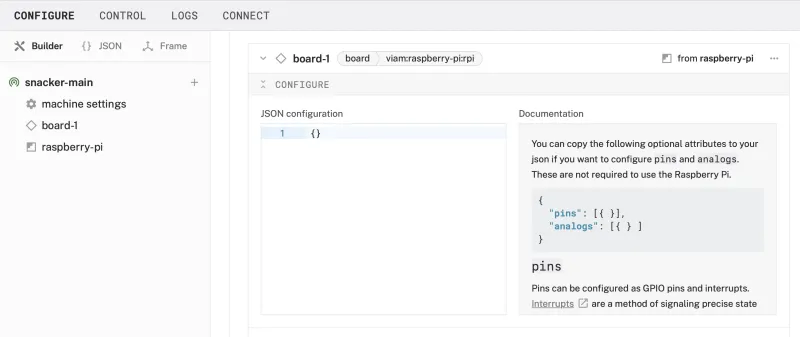 CONFIGURE CONTROL LOGS CONNECT
Builder {} JSON Frame
snacker-main +
machine settings
board-1
raspberry-pi
board-1 board viam:raspberry-pi:rpi from raspberry-pi ...
CONFIGURE
JSON configuration
1 {}
Documentation
You can copy the following optional attributes to your
json if you want to configure pins and analogs.
These are not required to use the Raspberry Pi.
{
"pins": [{ }],
"analogs": [{ } ]
}
pins
Pins can be configured as GPIO pins and interrupts.
Interrupts are a method of signaling precise state